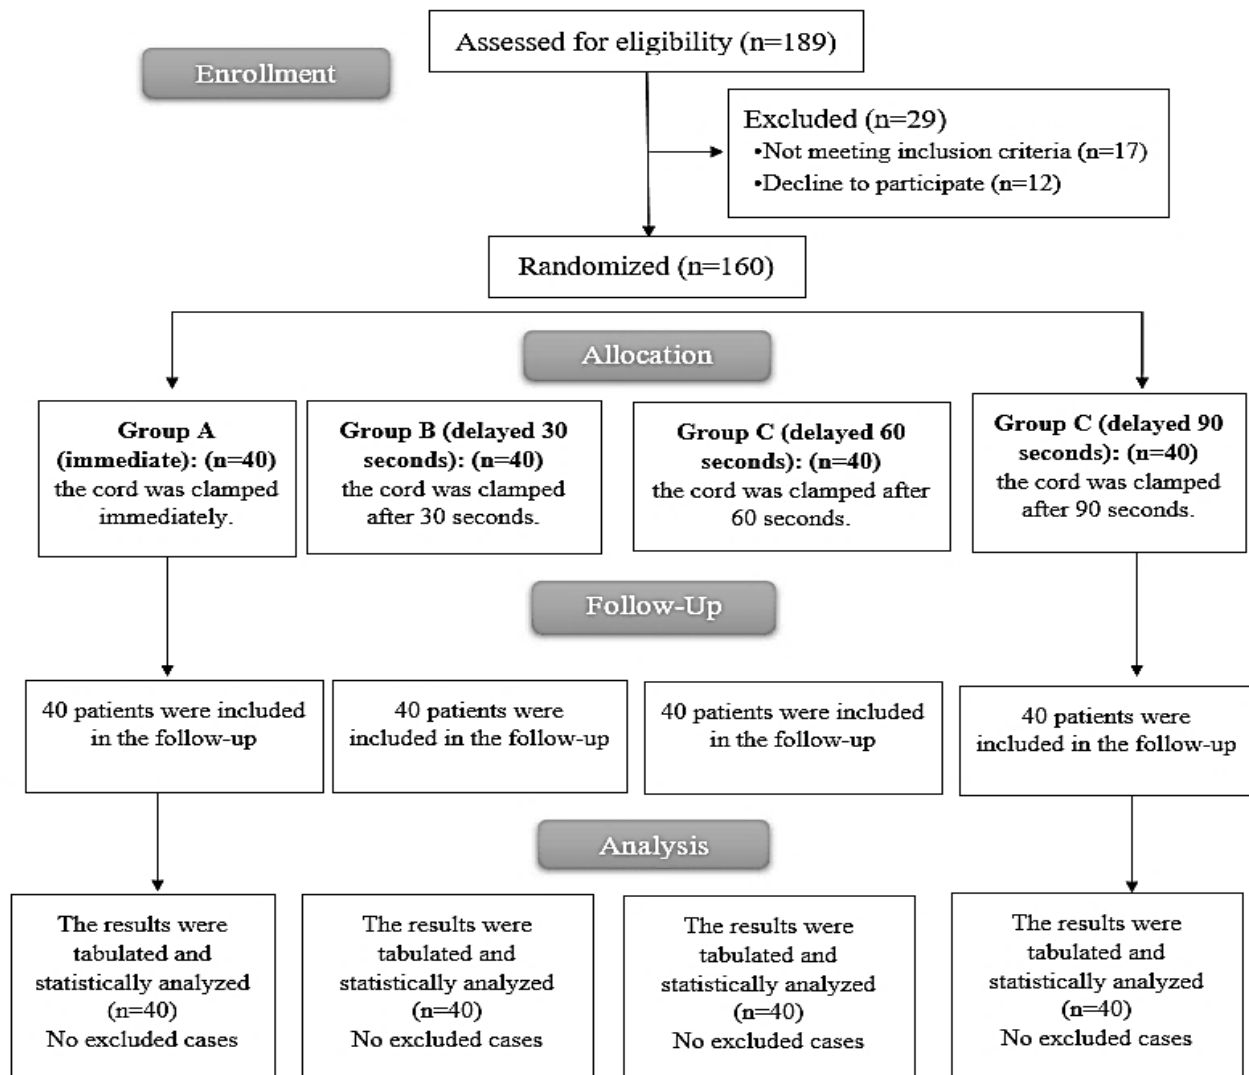 Assessed for eligibility (n=189)
Enrollment
Excluded (n=29)
•Not meeting inclusion criteria (n=17)
•Decline to participate (n=12)
Randomized (n=160)
Allocation
Group A
(immediate): (n=40)
the cord was clamped
immediately.
Group B (delayed 30
seconds): (n=40)
the cord was clamped
after 30 seconds.
Group C (delayed 60
seconds): (n=40)
the cord was clamped after
60 seconds.
Group C (delayed 90
seconds): (n=40)
the cord was clamped
after 90 seconds.
Follow-Up
40 patients were included
in the follow-up
40 patients were
included in the follow-up
40 patients were included
in the follow-up
40 patients were
included in the follow-up
Analysis
The results were
tabulated and
statistically analyzed
(n=40)
No excluded cases
The results were
tabulated and
statistically analyzed
(n=40)
No excluded cases
The results were
tabulated and
statistically analyzed
(n=40)
No excluded cases
The results were
tabulated and
statistically analyzed
(n=40)
No excluded cases